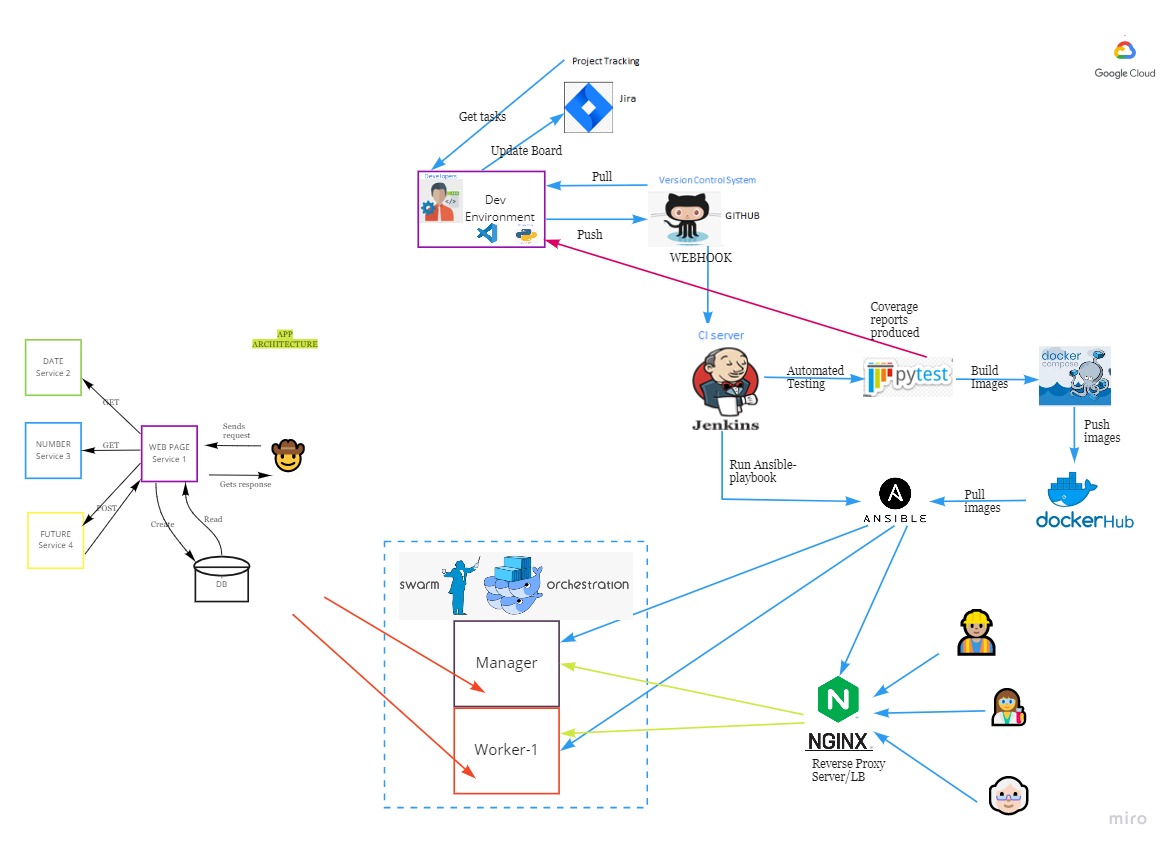 Google Cloud
Project Tracking
Jira
Get tasks
Update Board
Developers
Dev
Environment
Pull
Push
Version Control System
GITHUB
WEBHOOK
Coverage
reports
produced
CI server
Jenkins
Automated
Testing
pytest
Build
Images
docker
compose
Push
images
Run Ansible-
playbook
ANSIBLE
Pull
images
dockerHub
APP
ARCHITECTURE
DATE
Service 2
GET
NUMBER
Service 3
GET
WEB PAGE
Service 1
Sends
request
Gets response
FUTURE
Service 4
POST
Create
Read
DB
swarm
orchestration
Manager
Worker-1
NGINX
Reverse Proxy
Server/LB
miro